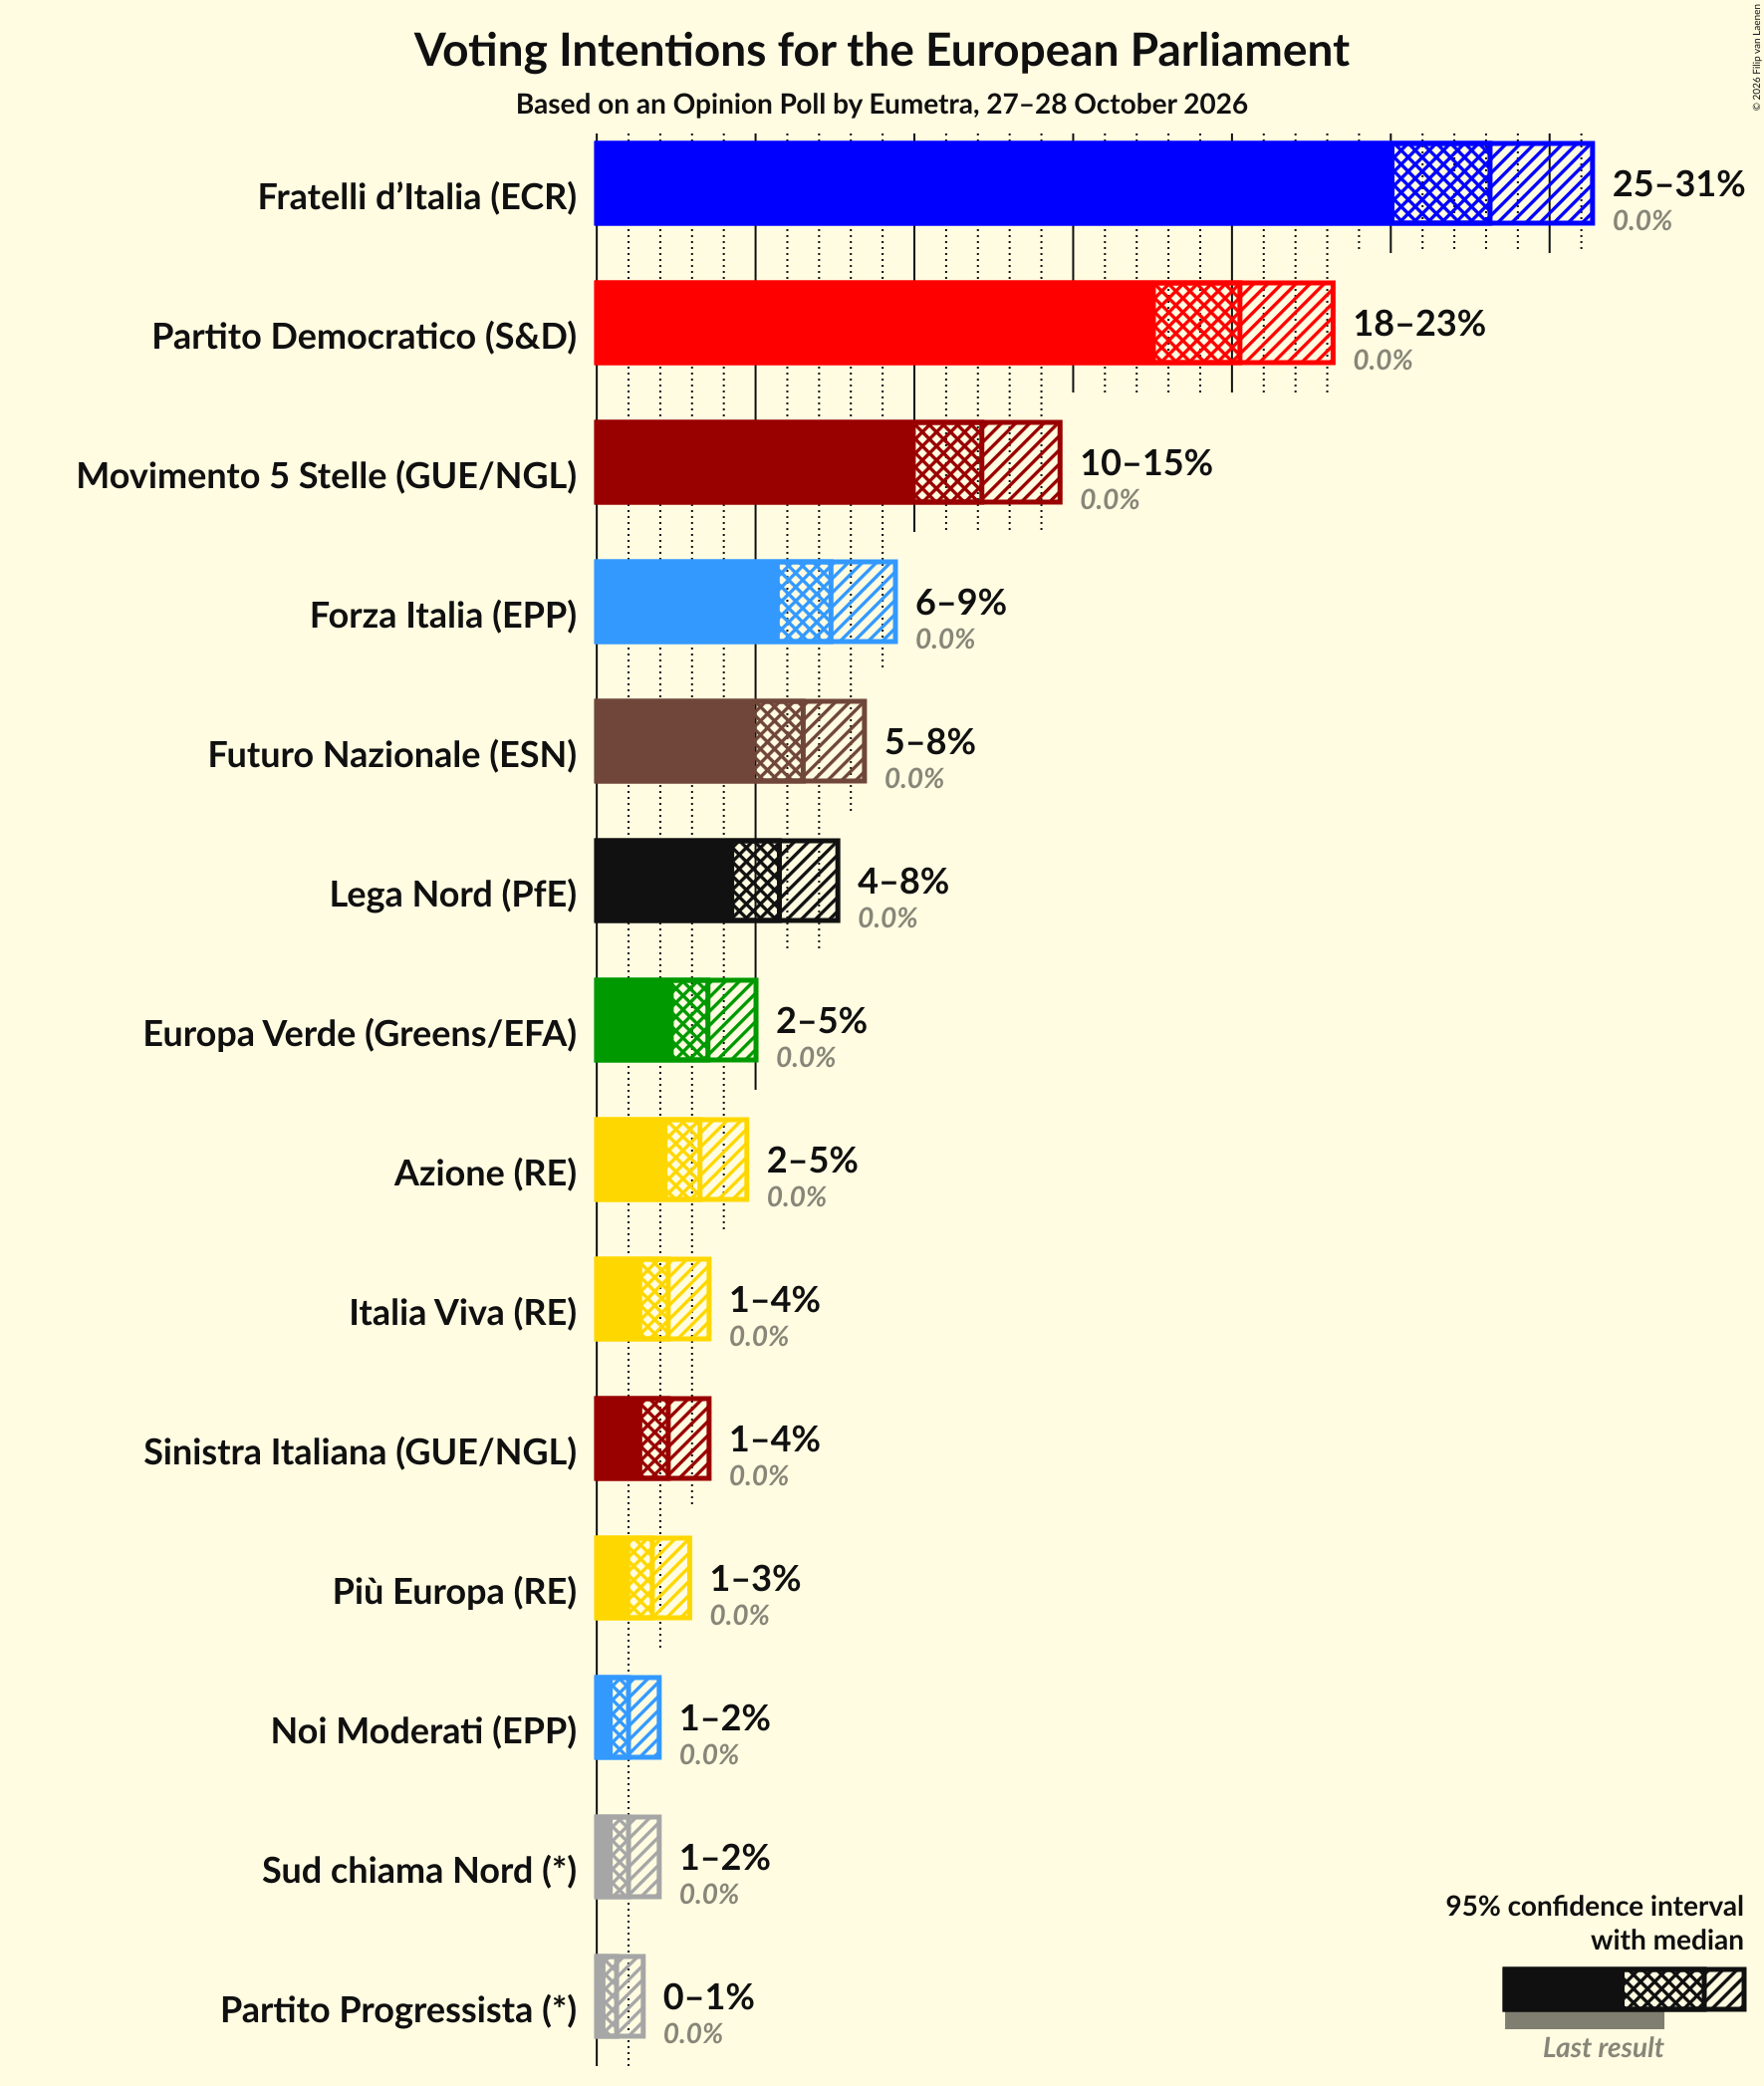 Voting Intentions for the European Parliament
Based on an Opinion Poll by Eumetra, 27–28 October 2026
© 2026 Filip van Laenen
Fratelli d’Italia (ECR)
25–31%
0.0%
Partito Democratico (S&D)
18–23%
0.0%
Movimento 5 Stelle (GUE/NGL)
10–15%
0.0%
Forza Italia (EPP)
6–9%
0.0%
Futuro Nazionale (ESN)
5–8%
0.0%
Lega Nord (PfE)
4–8%
0.0%
Europa Verde (Greens/EFA)
2–5%
0.0%
Azione (RE)
2–5%
0.0%
Italia Viva (RE)
1–4%
0.0%
Sinistra Italiana (GUE/NGL)
1–4%
0.0%
Più Europa (RE)
1–3%
0.0%
Noi Moderati (EPP)
1–2%
0.0%
Sud chiama Nord (*)
1–2%
0.0%
Partito Progressista (*)
0–1%
0.0%
95% confidence interval
with median
Last result